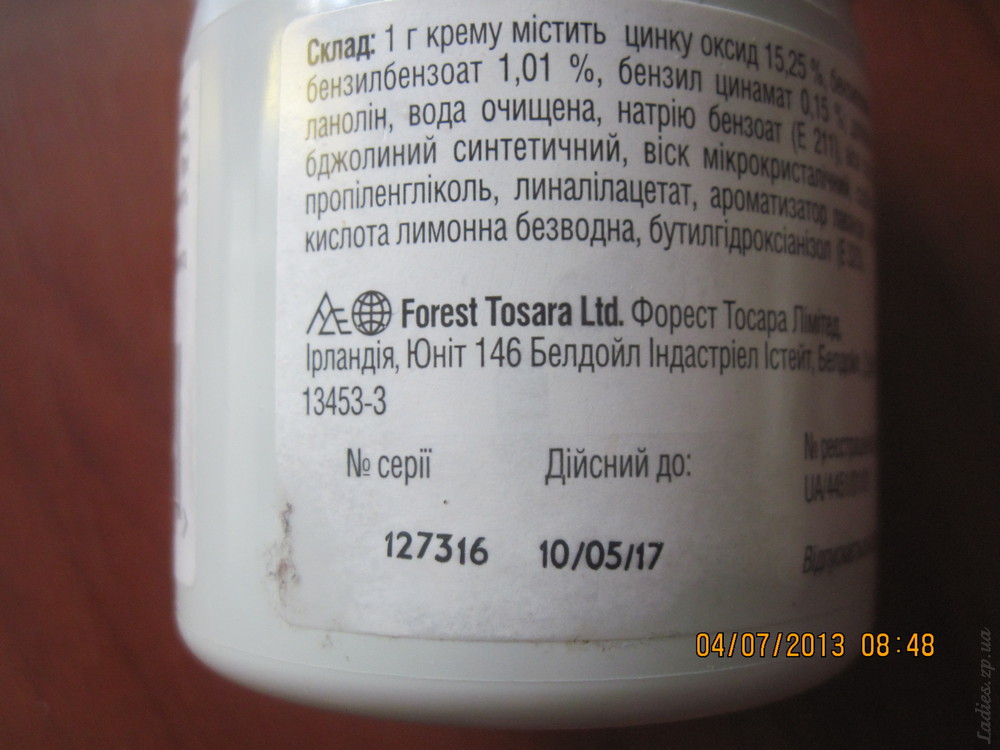 Склад: 1 г крему містить цинку оксид 15,25 %,
бензилбензоат 1,01 %, бензил цинамат 0,15 %,
ланолін, вода очищена, натрію бензоат (Е 211),
бджолиний синтетичний, віск мікрокристалічний
пропіленгліколь, линалілацетат, ароматизатор
кислота лимонна безводна, бутилгідроксіанізол
Forest Tosara Ltd. Форест Тосара Лімітед,
Ірландія, Юніт 146 Белдойл Індастріел Істейт, Белдойл,
13453-3
№ серії Дійсний до:
№
127316 10/05/17
04/07/2013 08:48
Ladies.zp.ua